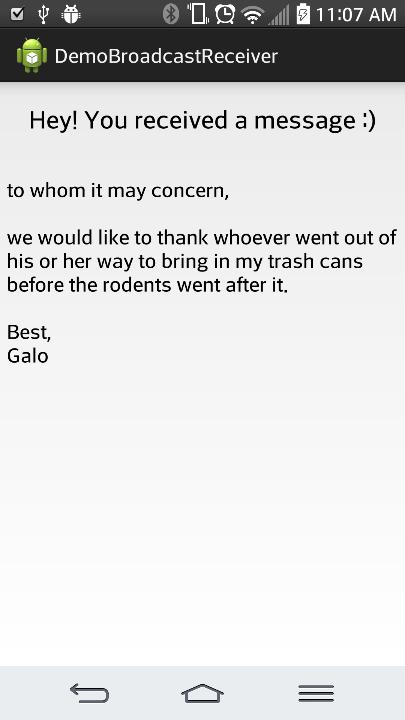 11:07 AM
DemoBroadcastReceiver
Hey! You received a message :)
to whom it may concern,
we would like to thank whoever went out of
his or her way to bring in my trash cans
before the rodents went after it.
Best,
Galo